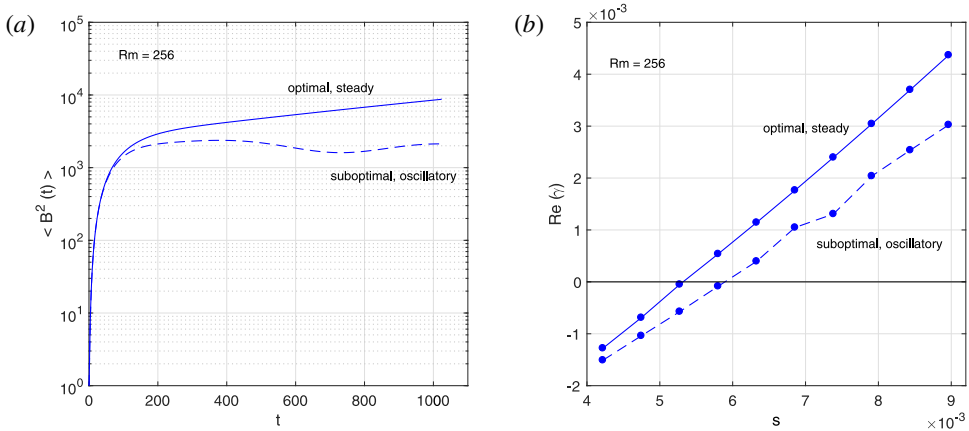 (a)
10^5
10^4
10^3
10^2
10^1
10^0
< B^2 (t) >
Rm = 256
optimal, steady
suboptimal, oscillatory
0 200 400 600 800 1000
t
(b)
×10^-3
5
4
3
2
1
0
-1
-2
Re (γ)
Rm = 256
optimal, steady
suboptimal, oscillatory
4 5 6 7 8 9
s
×10^-3